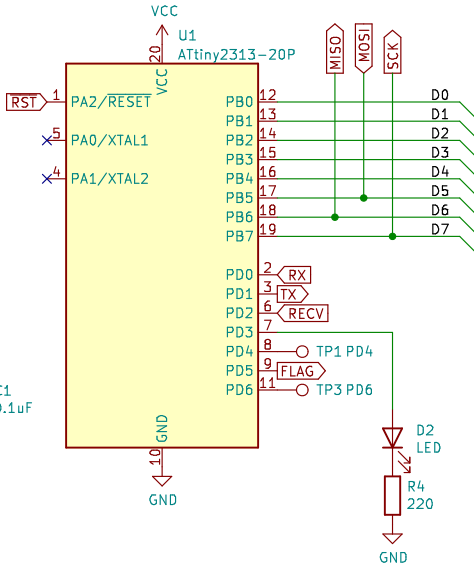 VCC
U1
ATtiny2313-20P
20
VCC
MISO
MOSI
SCK
RST
1
PA2/RESET
PB0
12
D0
PB1
13
D1
5
PA0/XTAL1
PB2
14
D2
PB3
15
D3
4
PA1/XTAL2
PB4
16
D4
PB5
17
D5
PB6
18
D6
PB7
19
D7
PD0
2
RX
PD1
3
TX
PD2
6
RECV
PD3
7
PD4
8
TP1 PD4
PD5
9
FLAG
PD6
11
TP3 PD6
C1
0.1uF
GND
10
GND
D2
LED
R4
220
GND